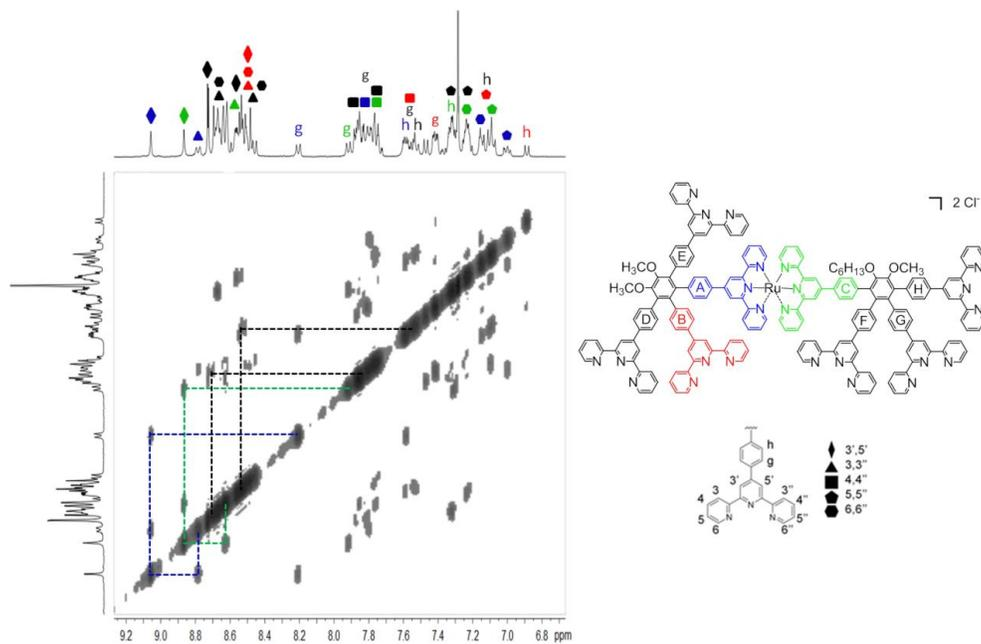 g
g
g
h
g
h
h
g
h
h
9.2 9.0 8.8 8.6 8.4 8.2 8.0 7.8 7.6 7.4 7.2 7.0 6.8 ppm
2 Cl⁻
E
H₃CO
H₃CO
A
B
D
N
N
N
N
N
N
N
N
N
N
N
N
Ru
N
N
N
C
C₆H₁₃O
OCH₃
H
F
G
N
N
N
N
N
N
N
N
N
h
g
3' 5'
3 3''
4 4''
5 5''
6 6''
N
N
N
3',5'
3,3''
4,4''
5,5''
6,6''